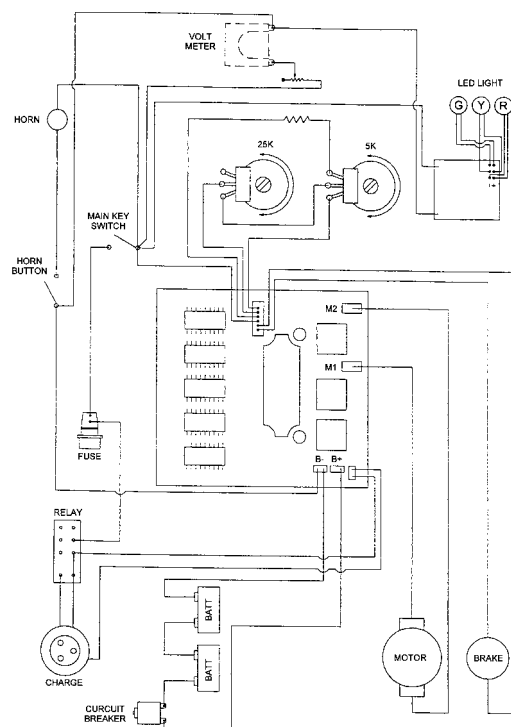 VOLT
METER
LED LIGHT
G Y R
HORN
25K
5K
MAIN KEY
SWITCH
HORN
BUTTON
M2
M1
FUSE
B- B+
RELAY
BATT
BATT
CHARGE
MOTOR
BRAKE
CURCUIT
BREAKER